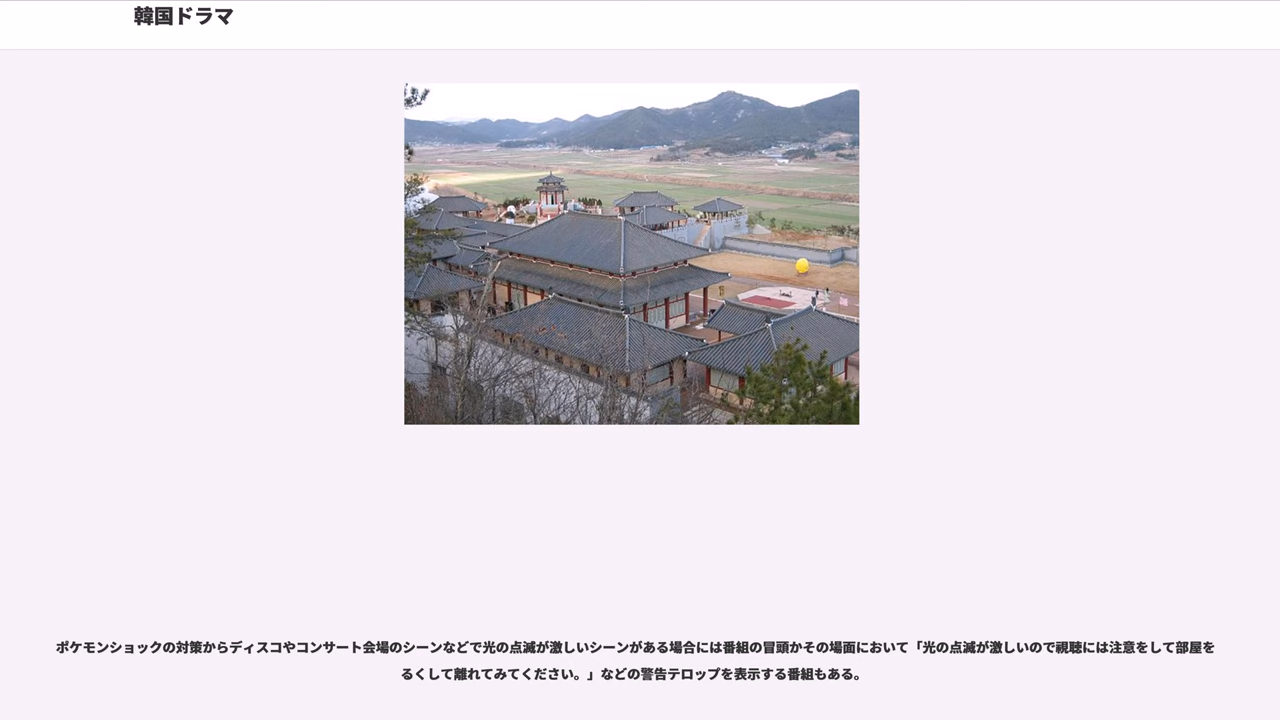 韓国ドラマ
ポケモンショックの対策からディスコやコンサート会場のシーンなどで光の点滅が激しいシーンがある場合には番組の冒頭かその場面において「光の点滅が激しいので視聴には注意をして部屋を
るくして離れてみてください。」などの警告テロップを表示する番組もある。